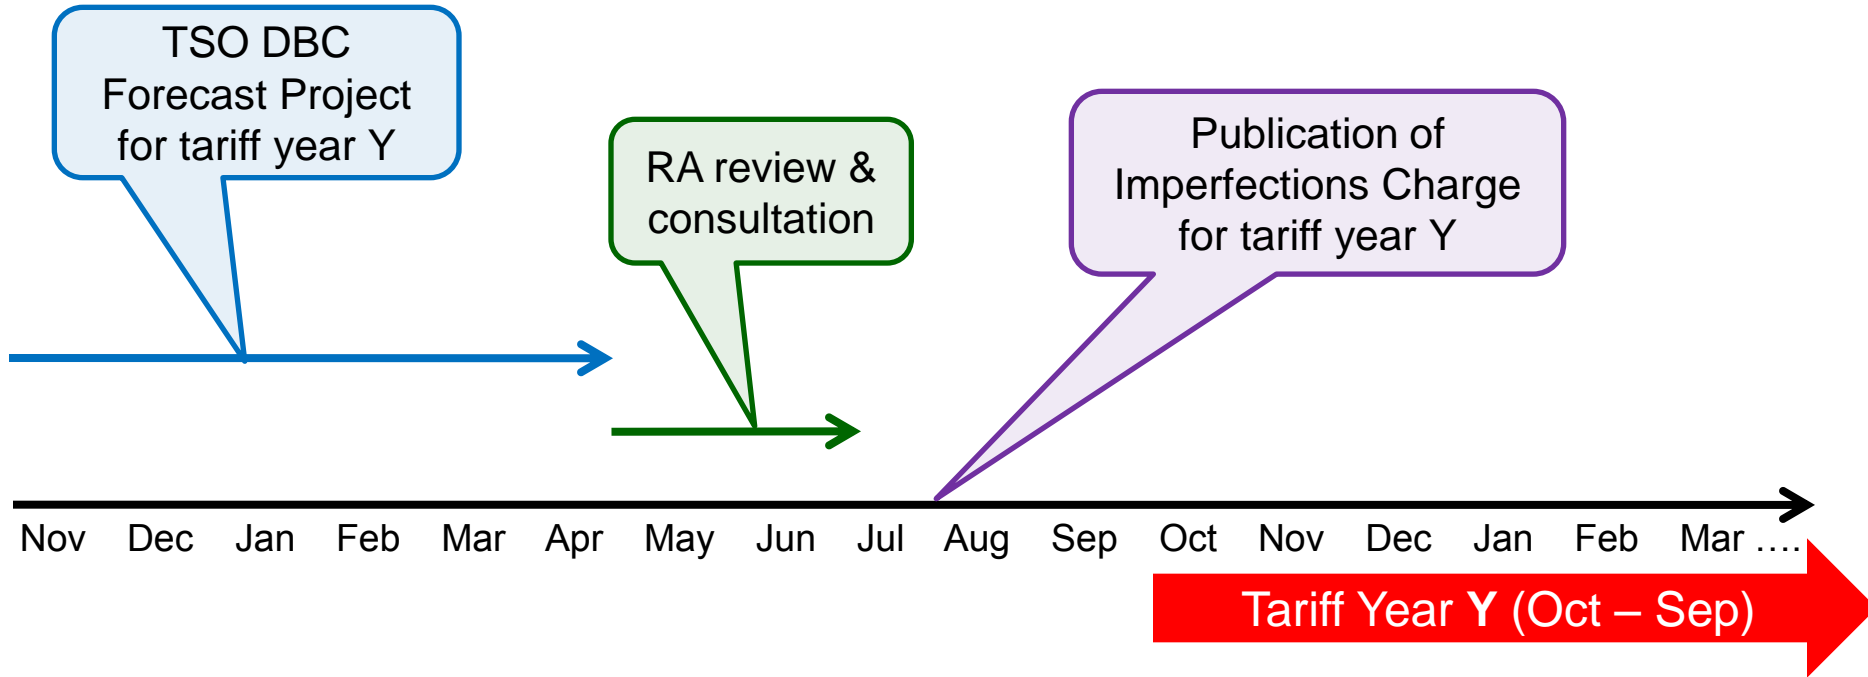 TSO DBC
Forecast Project
for tariff year Y
RA review &
consultation
Publication of
Imperfections Charge
for tariff year Y
Nov Dec Jan Feb Mar Apr May Jun Jul Aug Sep Oct Nov Dec Jan Feb Mar ....
Tariff Year Y (Oct – Sep)